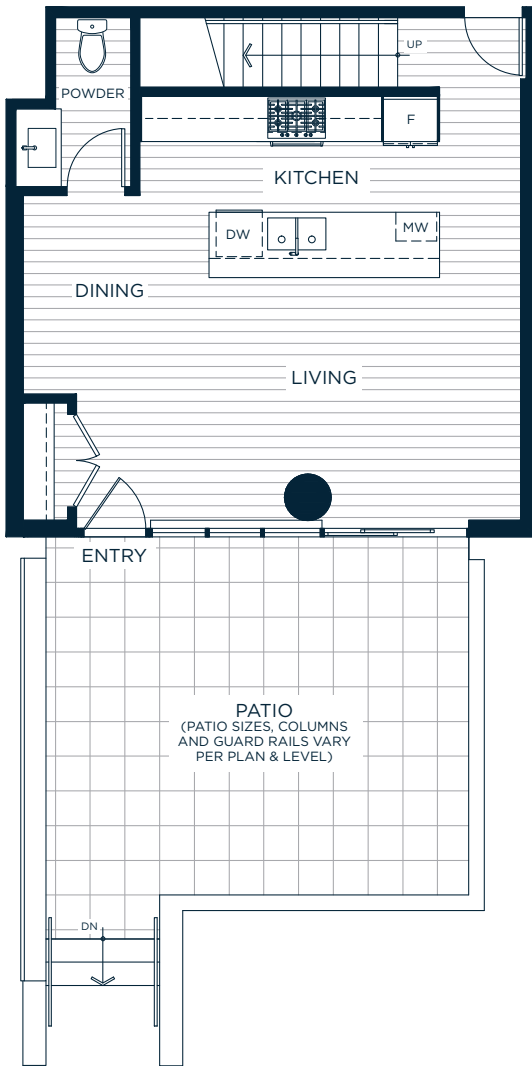 UP
POWDER
F
KITCHEN
DW
MW
DINING
LIVING
ENTRY
PATIO
(PATIO SIZES, COLUMNS
AND GUARD RAILS VARY
PER PLAN & LEVEL)
DN